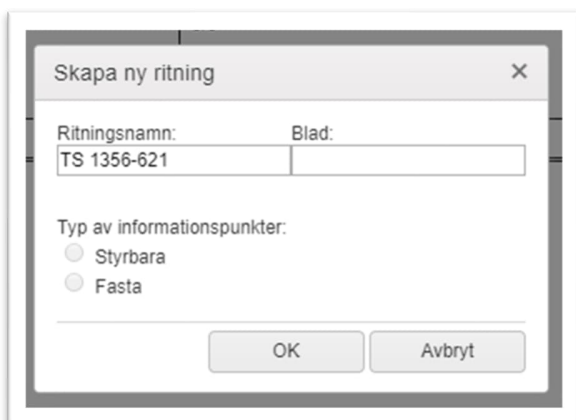 Skapa ny ritning ×
Ritningsnamn: Blad:
TS 1356-621
Typ av informationspunkter:
Styrbara
Fasta
OK Avbryt